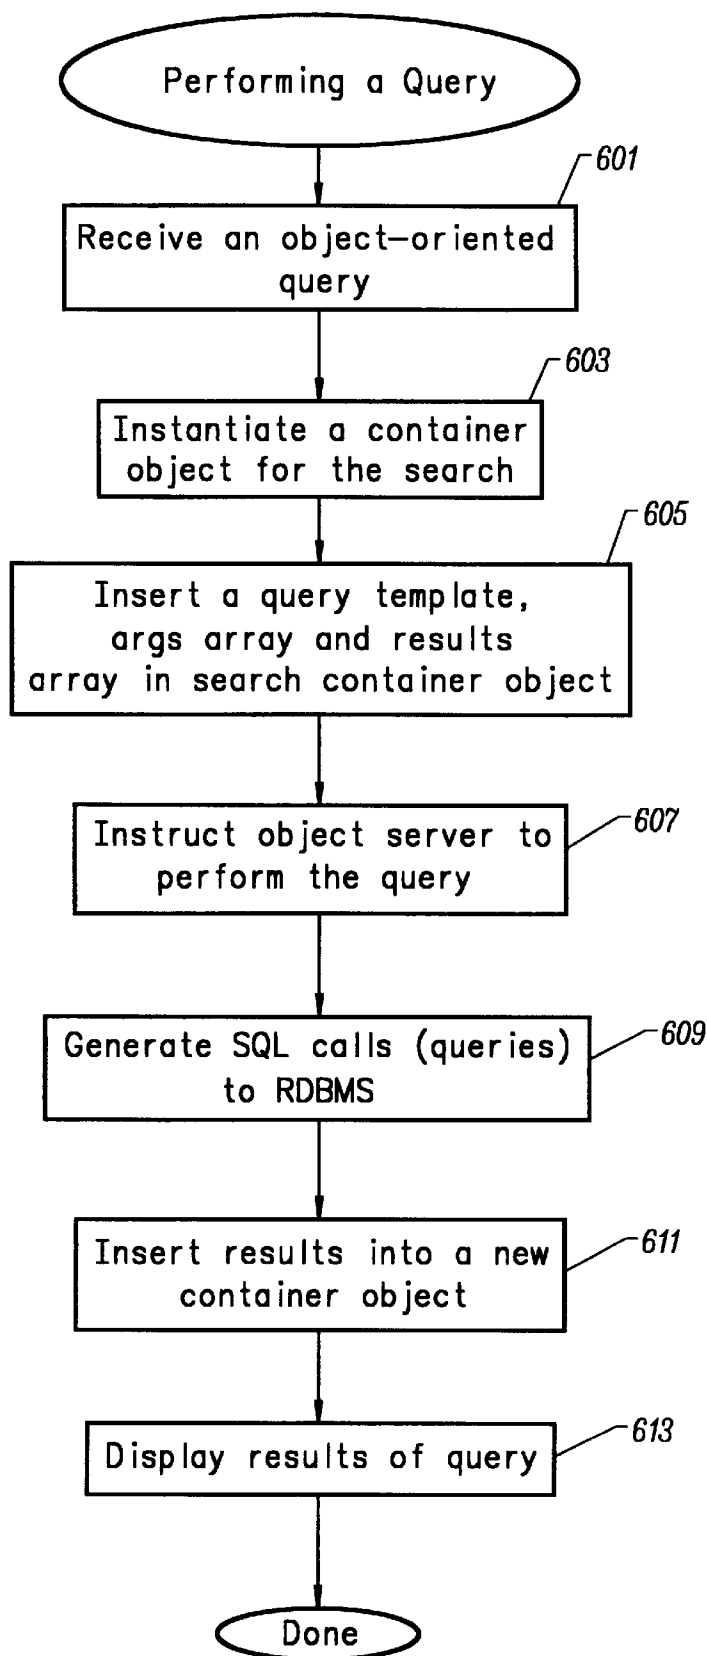 Performing a Query
601
Receive an object-oriented
query
603
Instantiate a container
object for the search
605
Insert a query template,
args array and results
array in search container object
607
Instruct object server to
perform the query
609
Generate SQL calls (queries)
to RDBMS
611
Insert results into a new
container object
613
Display results of query
Done